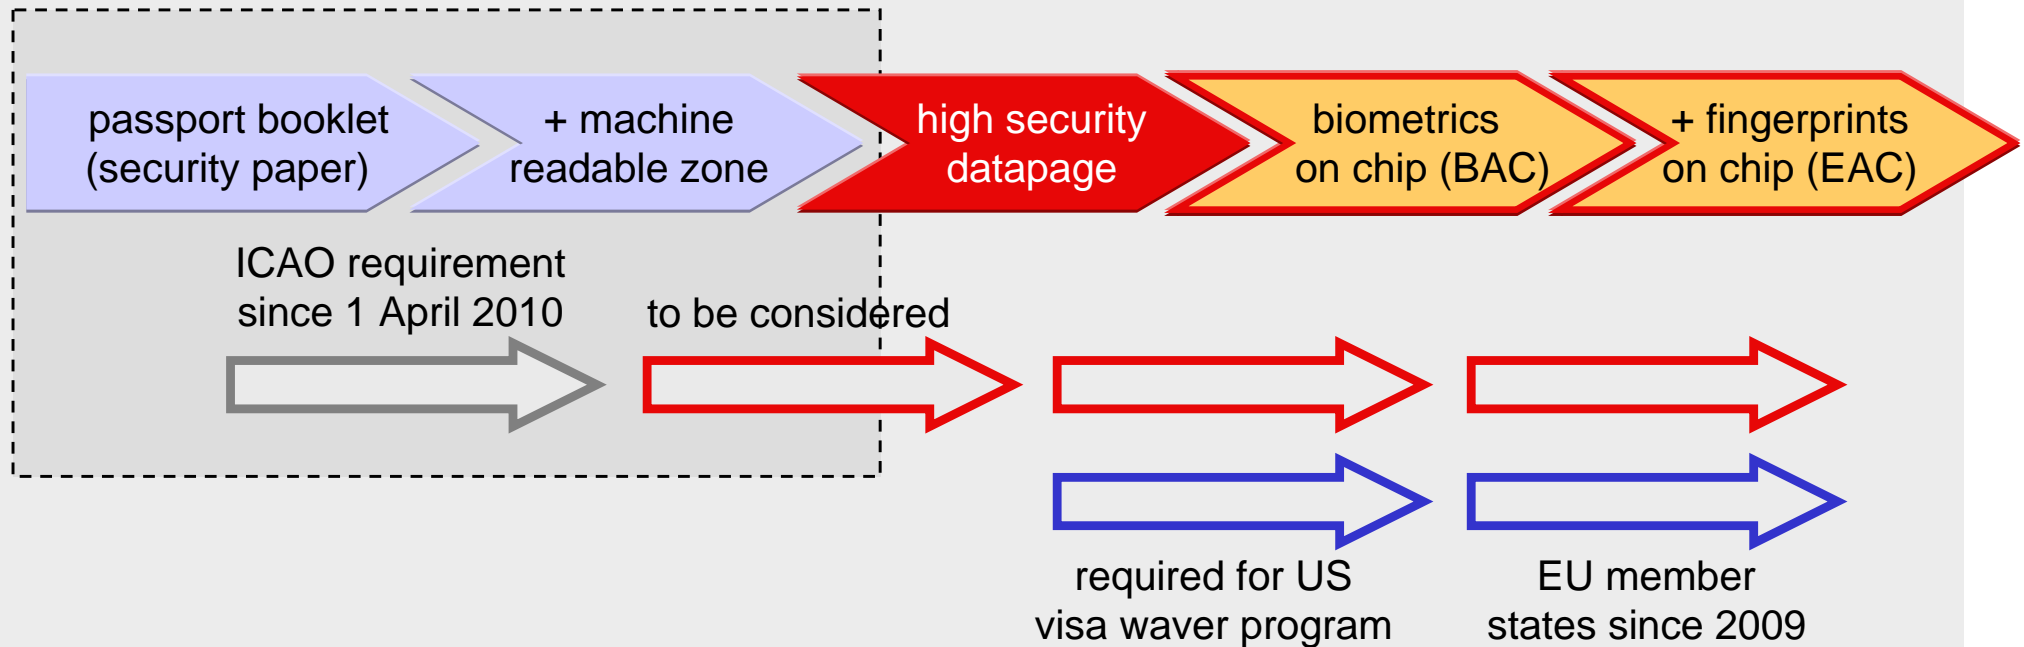 passport booklet
(security paper)
+ machine
readable zone
high security
datapage
biometrics
on chip (BAC)
+ fingerprints
on chip (EAC)
ICAO requirement
since 1 April 2010
to be considered
required for US
visa waver program
EU member
states since 2009